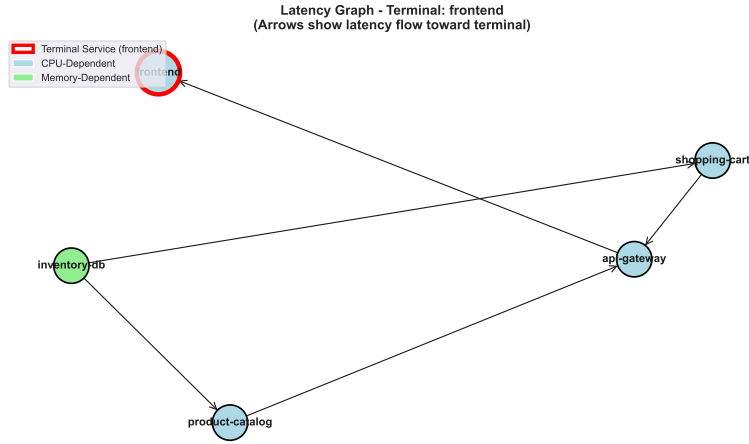 Latency Graph - Terminal: frontend
(Arrows show latency flow toward terminal)
Terminal Service (frontend)
CPU-Dependent
Memory-Dependent
frontend
shopping-cart
inventory-db
api-gateway
product-catalog